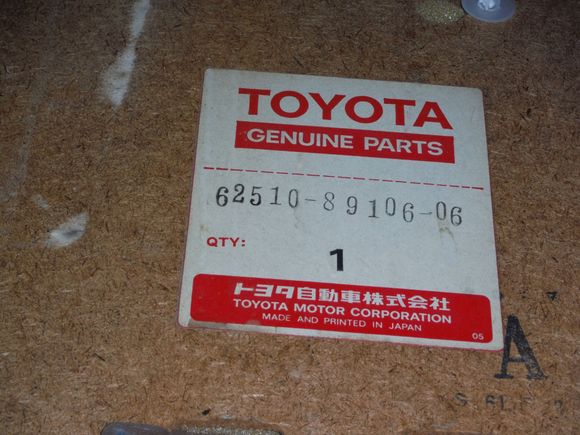 TOYOTA
GENUINE PARTS
62510-89106-06
QTY:
1
トヨタ自動車株式会社
TOYOTA MOTOR CORPORATION
MADE AND PRINTED IN JAPAN
05
A